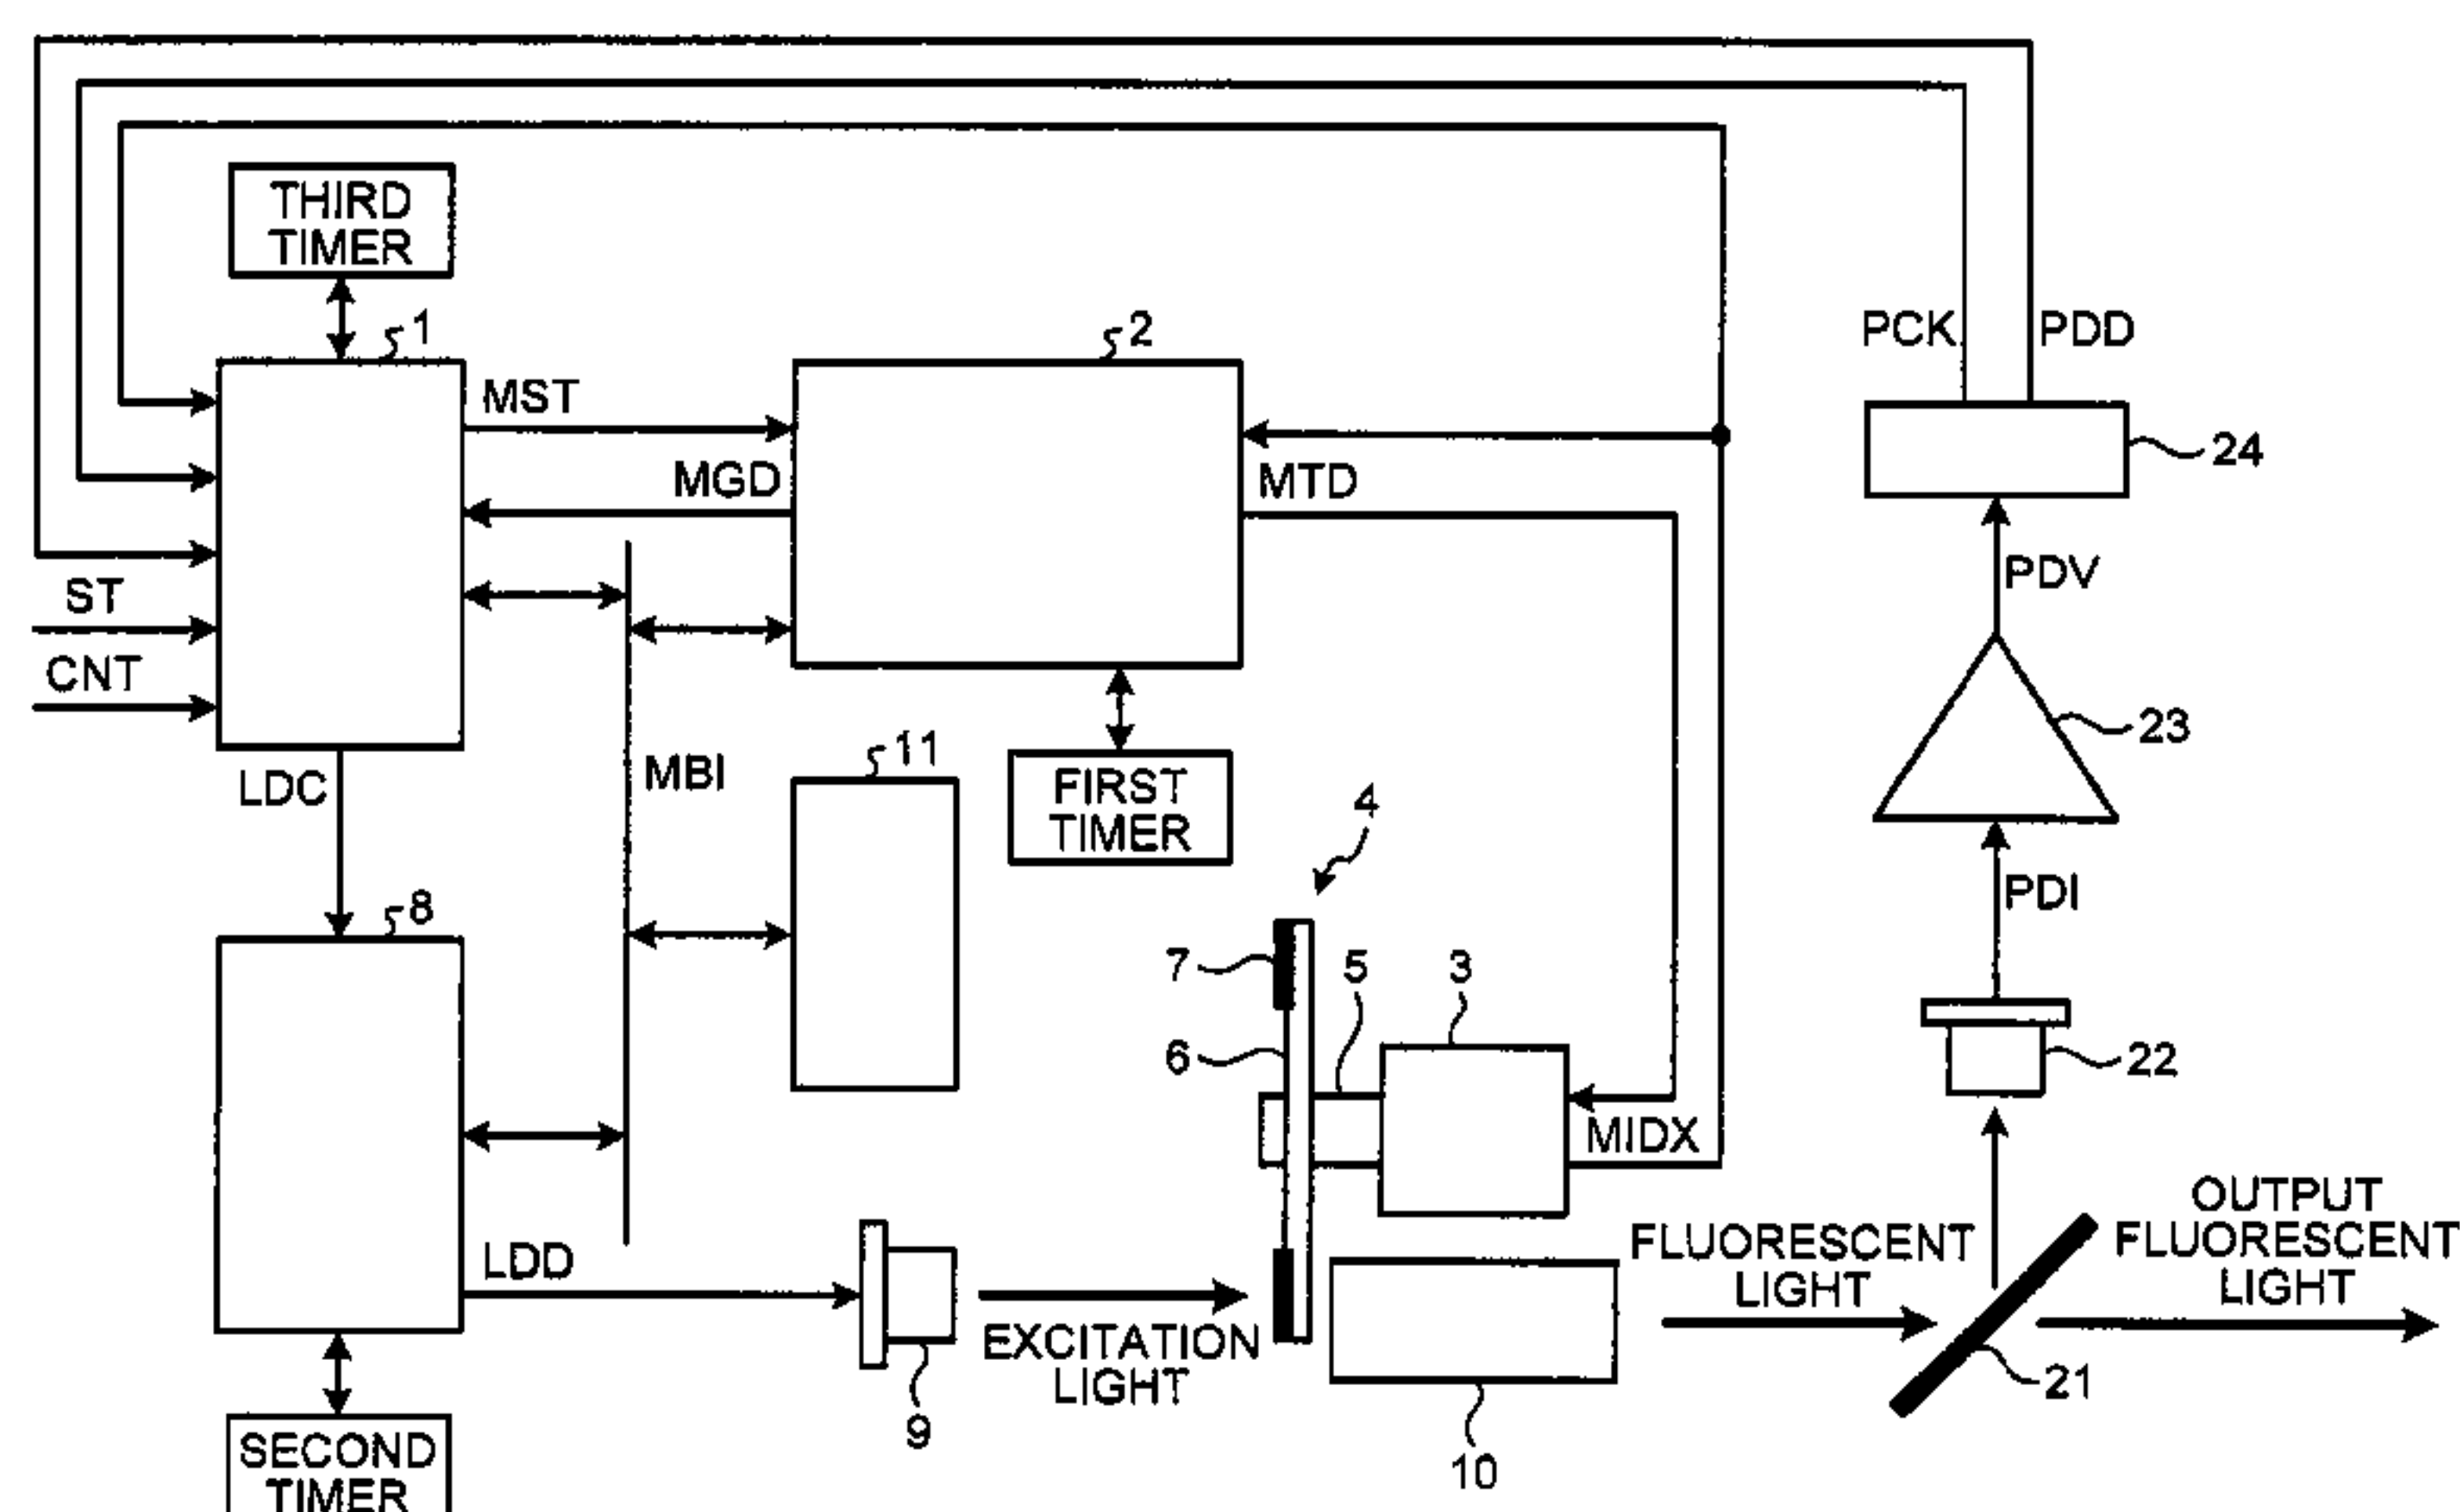 THIRD
TIMER
1
2
PCK
PDD
MST
24
MGD
MTD
PDV
ST
CNT
23
11
MBI
LDC
FIRST
TIMER
4
PDI
8
7
5
3
6
22
MIDX
OUTPUT
FLUORESCENT
LIGHT
FLUORESCENT
LIGHT
LDD
EXCITATION
LIGHT
21
9
10
SECOND
TIMER